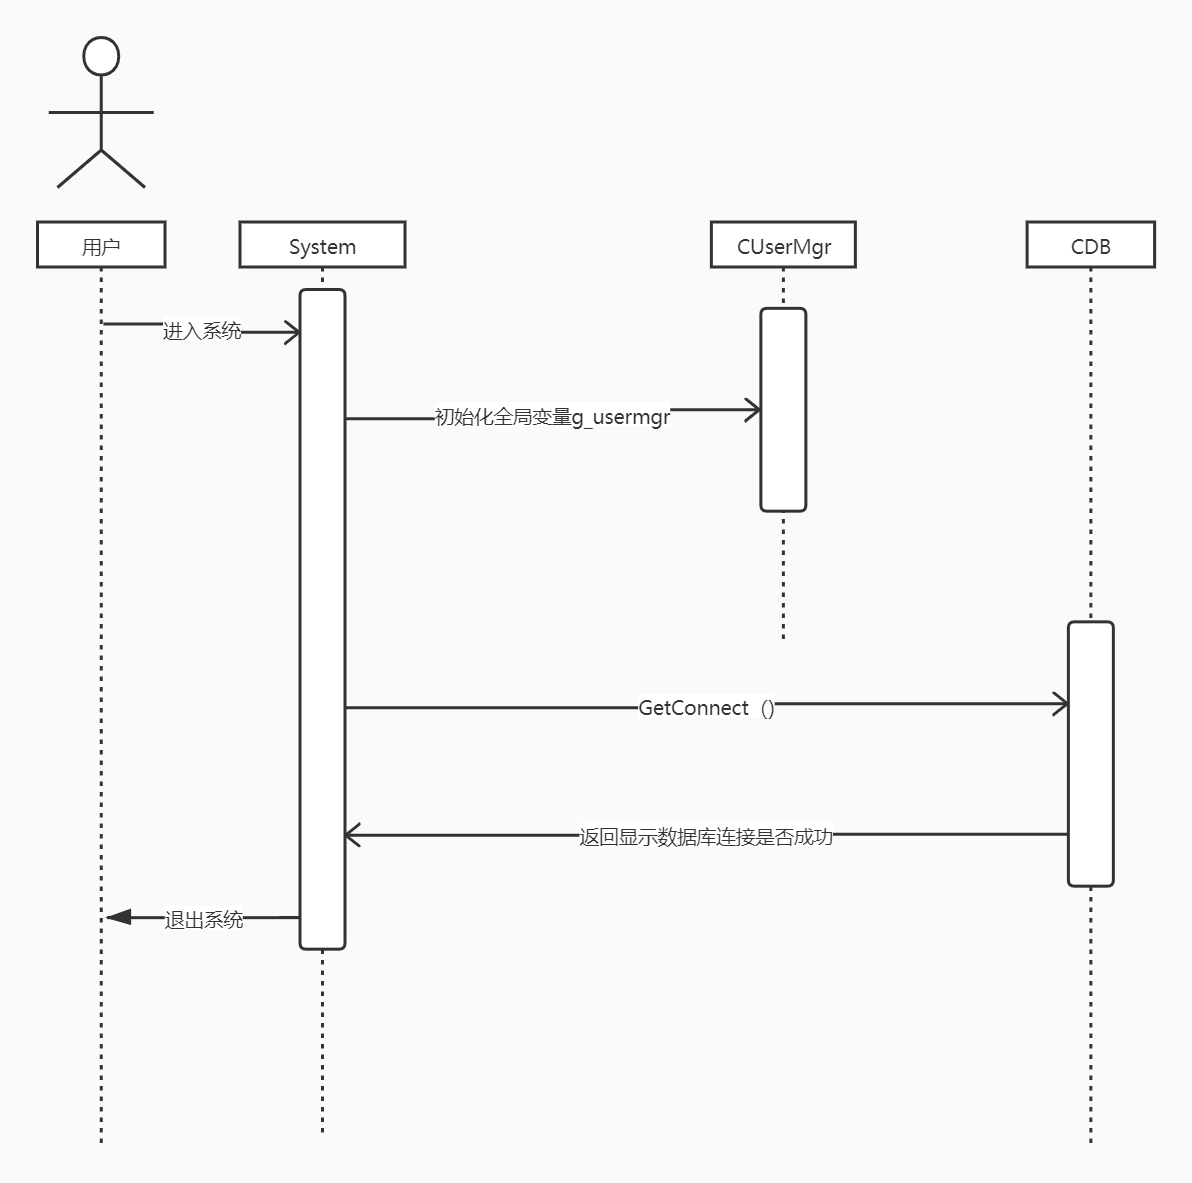 用户
System
CUserMgr
CDB
进入系统
初始化全局变量g_usermgr
GetConnect（)
返回显示数据库连接是否成功
退出系统